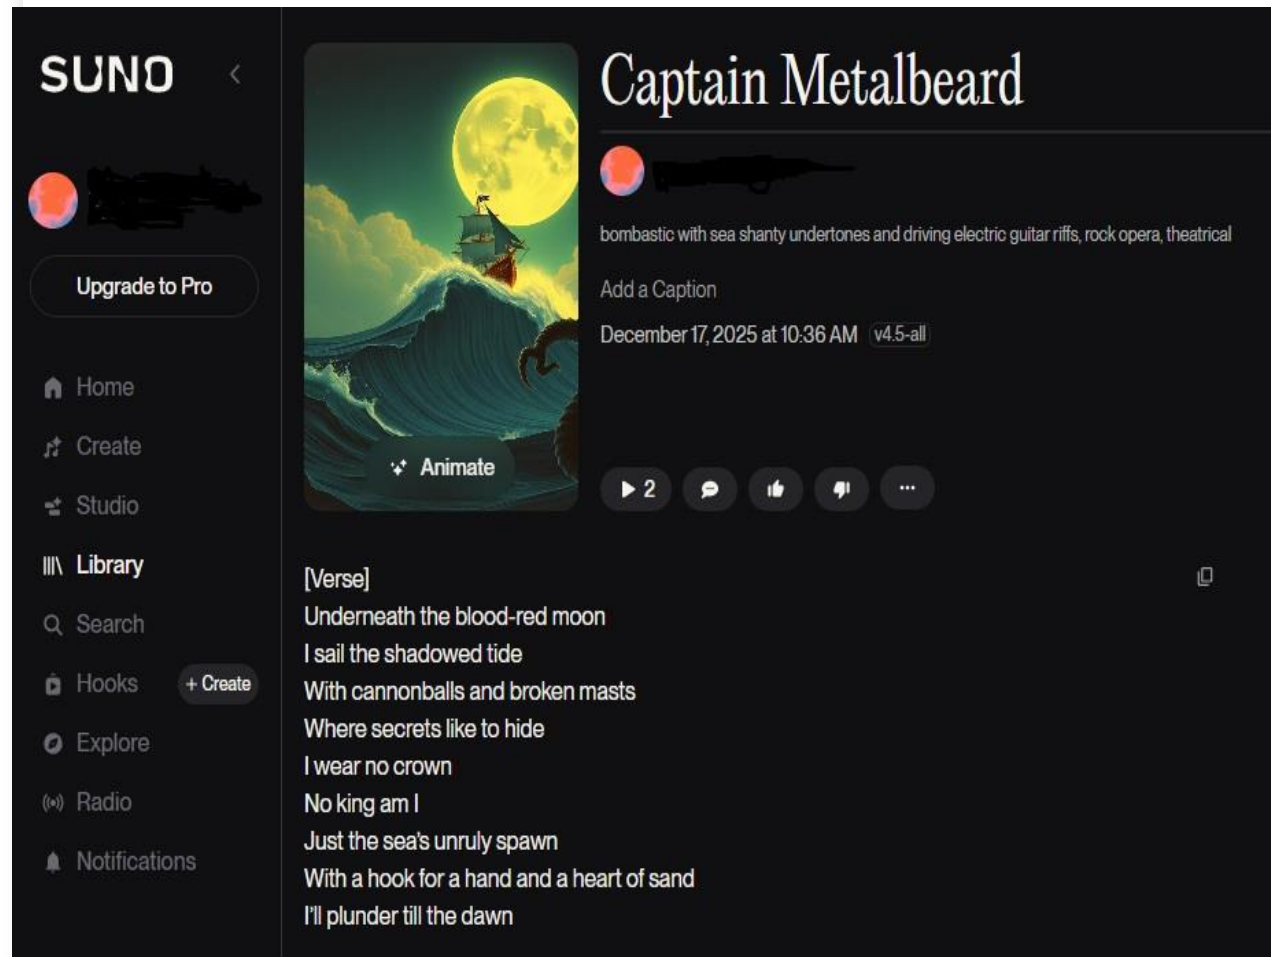 SUNO
Upgrade to Pro
Home
Create
Studio
Library
Search
Hooks
+ Create
Explore
Radio
Notifications
Animate
Captain Metalbeard
bombastic with sea shanty undertones and driving electric guitar riffs, rock opera, theatrical
Add a Caption
December 17, 2025 at 10:36 AM v4.5-all
2
[Verse]
Underneath the blood-red moon
I sail the shadowed tide
With cannonballs and broken masts
Where secrets like to hide
I wear no crown
No king am I
Just the sea's unruly spawn
With a hook for a hand and a heart of sand
I'll plunder till the dawn